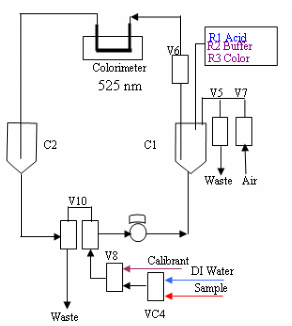 R1 Acid
R2 Buffer
R3 Color
V6
Colorimeter
525 nm
V5
V7
C2
C1
Waste
Air
V10
V8
Calibrant
DI Water
Sample
VC4
Waste